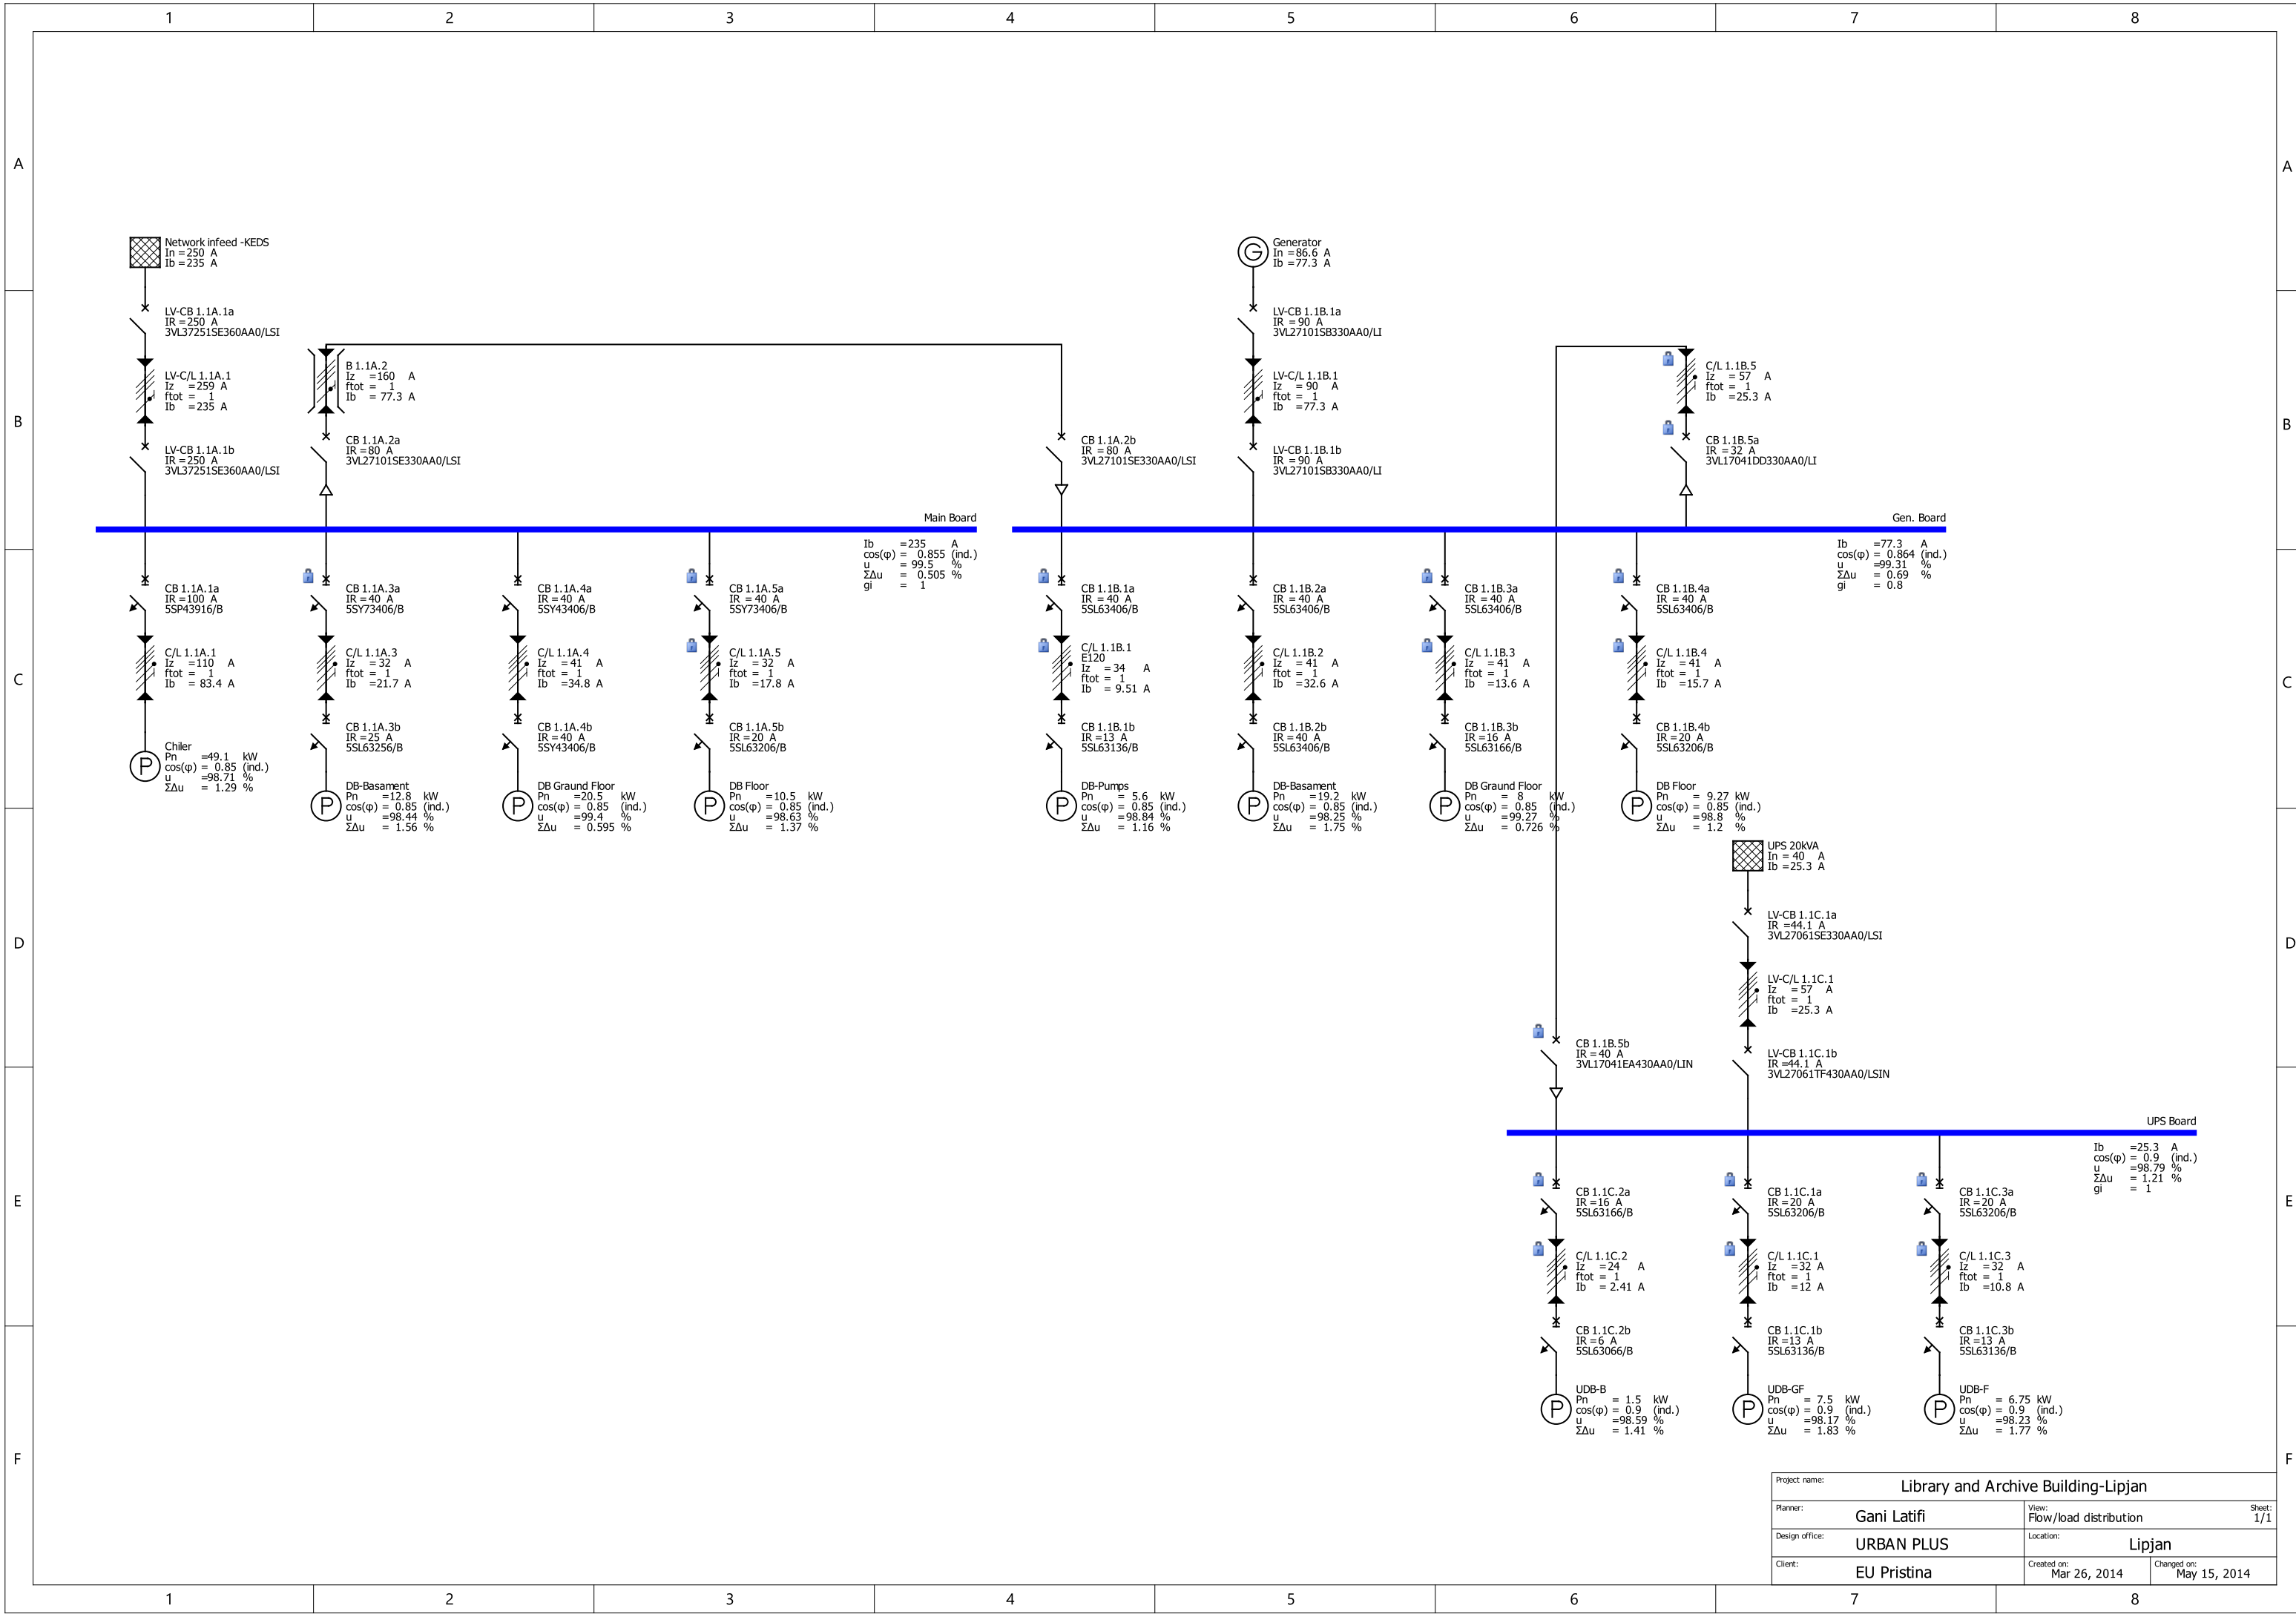 1 2 3 4 5 6 7 8
A A
B B
C C
D D
E E
F F
Network infeed -KEDS
In =250 A
Ib =235 A
LV-CB 1.1A.1a
IR =250 A
3VL37251SE360AA0/LSI
LV-C/L 1.1A.1
Iz =259 A
ftot = 1
Ib =235 A
LV-CB 1.1A.1b
IR =250 A
3VL37251SE360AA0/LSI
B 1.1A.2
Iz =160 A
ftot = 1
Ib = 77.3 A
CB 1.1A.2a
IR =80 A
3VL27101SE330AA0/LSI
CB 1.1A.2b
IR =80 A
3VL27101SE330AA0/LSI
Generator
In =86.6 A
Ib =77.3 A
LV-CB 1.1B.1a
IR =90 A
3VL27101SB330AA0/LI
LV-C/L 1.1B.1
Iz = 90 A
ftot = 1
Ib =77.3 A
LV-CB 1.1B.1b
IR =90 A
3VL27101SB330AA0/LI
C/L 1.1B.5
Iz = 57 A
ftot = 1
Ib =25.3 A
CB 1.1B.5a
IR =32 A
3VL17041DD330AA0/LI
Main Board
Ib =235 A
cos(φ) = 0.855 (ind.)
u = 99.5 %
ΣΔu = 0.505 %
gi = 1
Gen. Board
Ib =77.3 A
cos(φ) = 0.864 (ind.)
u =99.31 %
ΣΔu = 0.69 %
gi = 0.8
CB 1.1A.1a
IR =100 A
5SP43916/B
C/L 1.1A.1
Iz =110 A
ftot = 1
Ib = 83.4 A
Chiler
Pn =49.1 kW
cos(φ) = 0.85 (ind.)
u =98.71 %
ΣΔu = 1.29 %
CB 1.1A.3a
IR =40 A
5SY73406/B
C/L 1.1A.3
Iz =32 A
ftot = 1
Ib =21.7 A
CB 1.1A.3b
IR =25 A
5SL63256/B
DB-Basament
Pn =12.8 kW
cos(φ) = 0.85 (ind.)
u =98.44 %
ΣΔu = 1.56 %
CB 1.1A.4a
IR =40 A
5SY43406/B
C/L 1.1A.4
Iz =41 A
ftot = 1
Ib =34.8 A
CB 1.1A.4b
IR =40 A
5SY43406/B
DB Graund Floor
Pn =20.5 kW
cos(φ) = 0.85 (ind.)
u =99.4 %
ΣΔu = 0.595 %
CB 1.1A.5a
IR =40 A
5SY73406/B
C/L 1.1A.5
Iz =32 A
ftot = 1
Ib =17.8 A
CB 1.1A.5b
IR =20 A
5SL63206/B
DB Floor
Pn =10.5 kW
cos(φ) = 0.85 (ind.)
u =98.63 %
ΣΔu = 1.37 %
CB 1.1B.1a
IR =40 A
5SL63406/B
C/L 1.1B.1
E120
Iz =34 A
ftot = 1
Ib = 9.51 A
CB 1.1B.1b
IR =13 A
5SL63136/B
DB-Pumps
Pn = 5.6 kW
cos(φ) = 0.85 (ind.)
u =98.84 %
ΣΔu = 1.16 %
CB 1.1B.2a
IR =40 A
5SL63406/B
C/L 1.1B.2
Iz =41 A
ftot = 1
Ib =32.6 A
CB 1.1B.2b
IR =40 A
5SL63406/B
DB-Basament
Pn =19.2 kW
cos(φ) = 0.85 (ind.)
u =98.25 %
ΣΔu = 1.75 %
CB 1.1B.3a
IR =40 A
5SL63406/B
C/L 1.1B.3
Iz =41 A
ftot = 1
Ib =13.6 A
CB 1.1B.3b
IR =16 A
5SL63166/B
DB Ground Floor
Pn = 8 kW
cos(φ) = 0.85 (ind.)
u =99.27 %
ΣΔu = 0.726 %
CB 1.1B.4a
IR =40 A
5SL63406/B
C/L 1.1B.4
Iz =41 A
ftot = 1
Ib =15.7 A
CB 1.1B.4b
IR =20 A
5SL63206/B
DB Floor
Pn = 9.27 kW
cos(φ) = 0.85 (ind.)
u =98.8 %
ΣΔu = 1.2 %
UPS 20kVA
In = 40 A
Ib =25.3 A
LV-CB 1.1C.1a
IR =44.1 A
3VL27061SE330AA0/LSI
LV-C/L 1.1C.1
Iz = 57 A
ftot = 1
Ib =25.3 A
LV-CB 1.1C.1b
IR =44.1 A
3VL27061TF430AA0/LSIN
CB 1.1B.5b
IR =40 A
3VL17041EA430AA0/LIN
UPS Board
Ib =25.3 A
cos(φ) = 0.9 (ind.)
u =98.79 %
ΣΔu = 1.21 %
gi = 1
CB 1.1C.2a
IR =16 A
5SL63166/B
C/L 1.1C.2
Iz =24 A
ftot = 1
Ib = 2.41 A
CB 1.1C.2b
IR =6 A
5SL63066/B
UDB-B
Pn = 1.5 kW
cos(φ) = 0.9 (ind.)
u =98.59 %
ΣΔu = 1.41 %
CB 1.1C.1a
IR =20 A
5SL63206/B
C/L 1.1C.1
Iz =32 A
ftot = 1
Ib =12 A
CB 1.1C.1b
IR =13 A
5SL63136/B
UDB-GF
Pn = 7.5 kW
cos(φ) = 0.9 (ind.)
u =98.17 %
ΣΔu = 1.83 %
CB 1.1C.3a
IR =20 A
5SL63206/B
C/L 1.1C.3
Iz =32 A
ftot = 1
Ib =10.8 A
CB 1.1C.3b
IR =13 A
5SL63136/B
UDB-F
Pn = 6.75 kW
cos(φ) = 0.9 (ind.)
u =98.23 %
ΣΔu = 1.77 %
Project name: Library and Archive Building-Lipjan
Planner: Gani Latifi
View: Flow/load distribution
Sheet: 1/1
Design office: URBAN PLUS
Location: Lipjan
Client: EU Pristina
Created on: Mar 26, 2014
Changed on: May 15, 2014
1 2 3 4 5 6 7 8